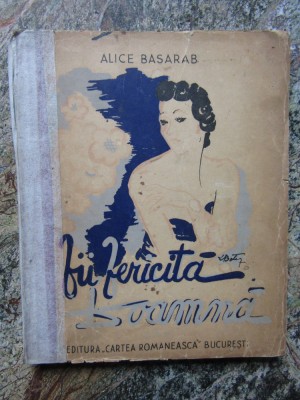 ALICE BASARAB
fii fericită
Doamnă
EDITURA „CARTEA ROMANEASCĂ” BUCUREȘTI